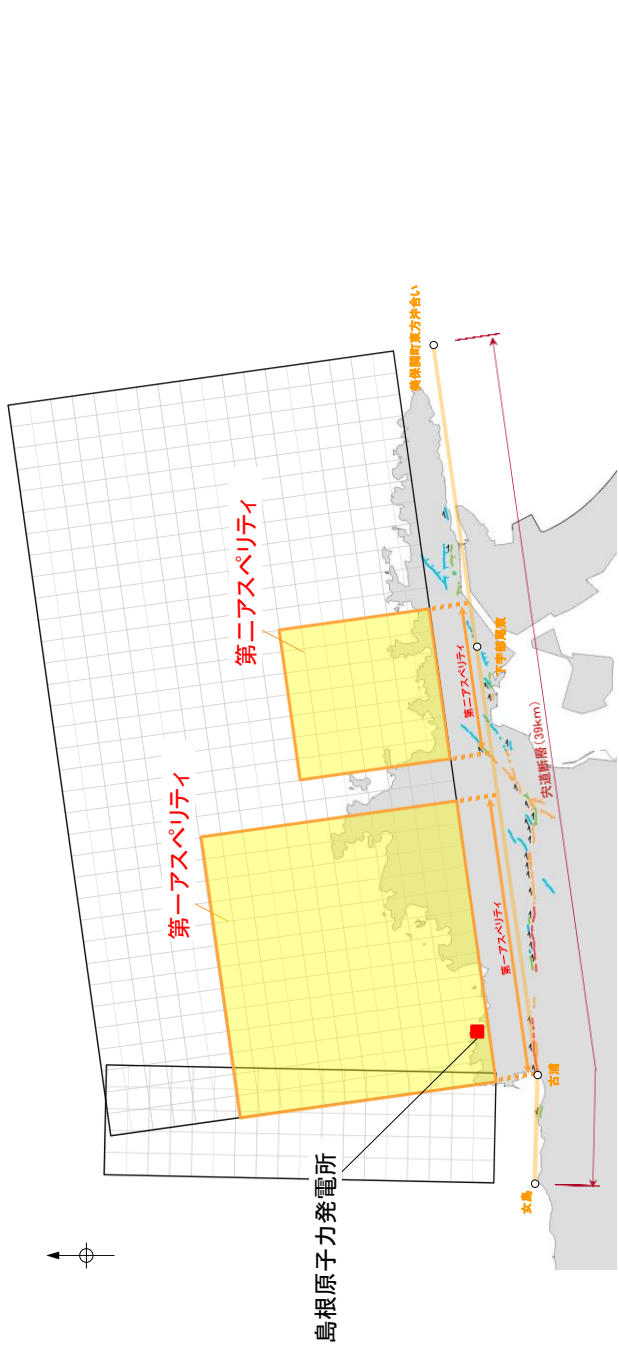 第二アスペリティ
第一アスペリティ
美保関町東方沖合い
第二アスペリティ
下宇部尾東
宍道断層(39km)
第一アスペリティ
古浦
女島
島根原子力発電所